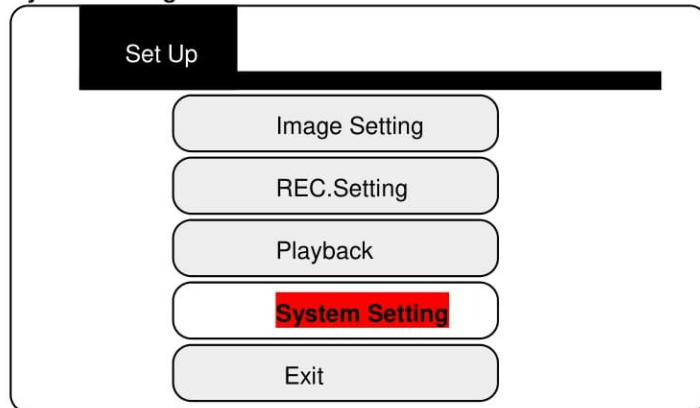 Set Up
Image Setting
REC.Setting
Playback
System Setting
Exit